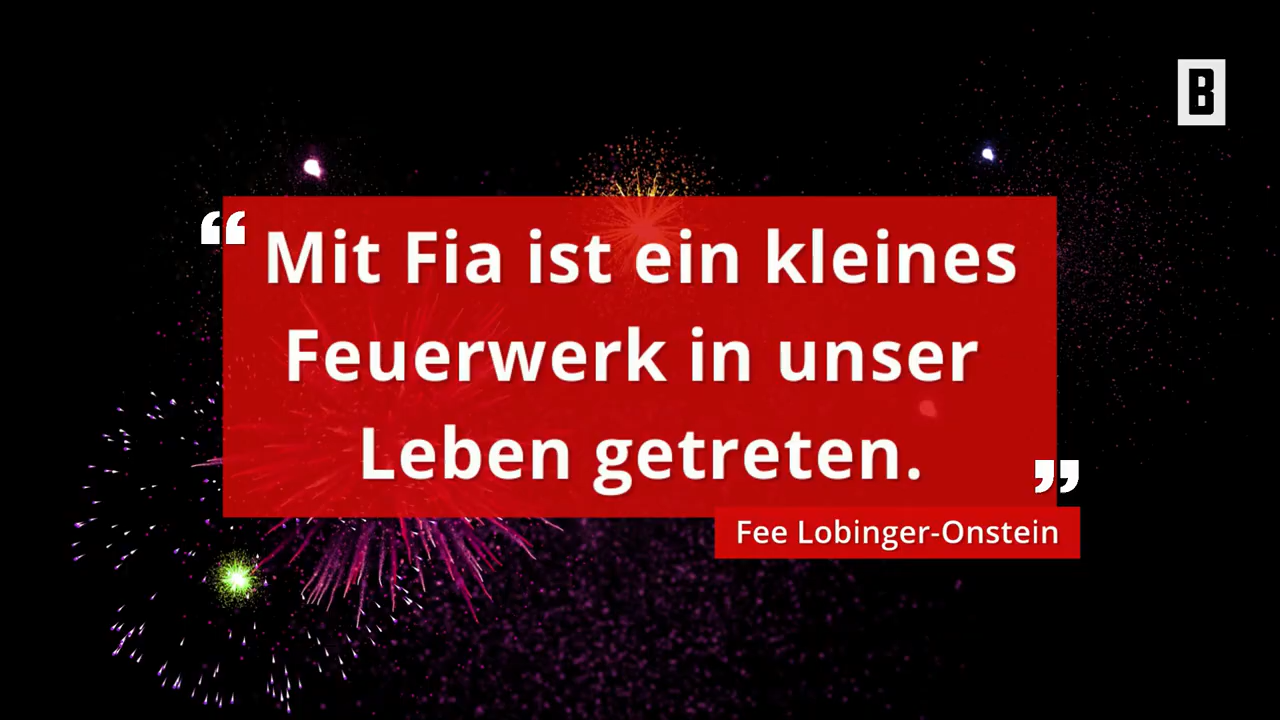 B
“ Mit Fia ist ein kleines
Feuerwerk in unser
Leben getreten. ”
Fee Lobinger-Onstein